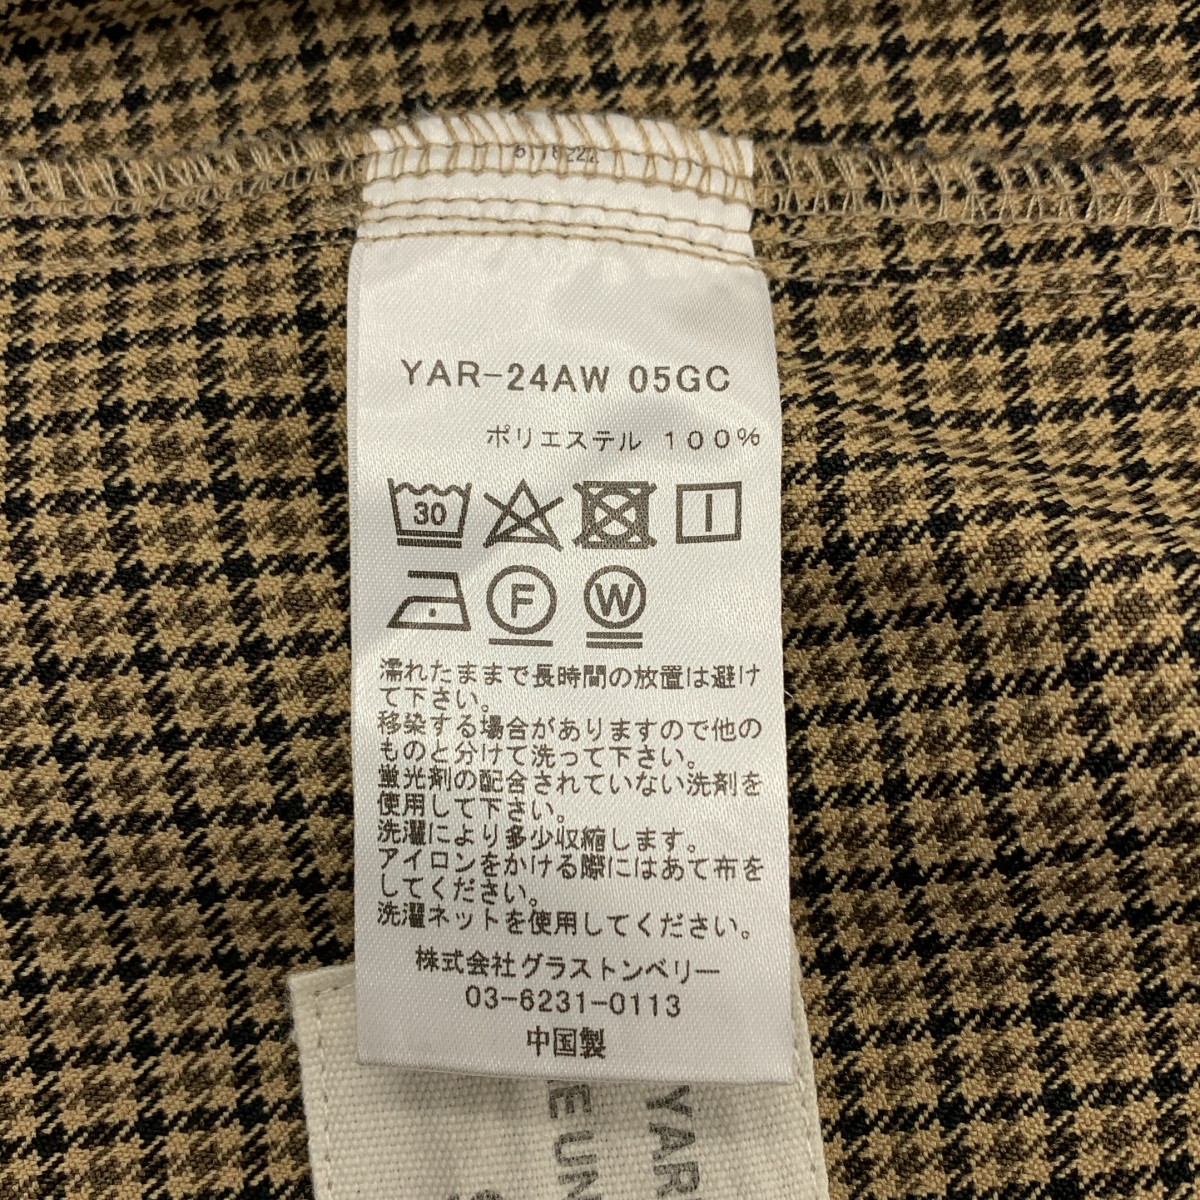 YAR-24AW 05GC
ポリエステル 100%
30
F W
濡れたままで長時間の放置は避け
て下さい。
移染する場合がありますので他の
ものと分けて洗って下さい。
蛍光剤の配合されていない洗剤を
使用して下さい。
洗濯により多少収縮します。
アイロンをかける際にはあて布を
してください。
洗濯ネットを使用してください。
株式会社グラストンベリー
03-6231-0113
中国製
YAR
EUN